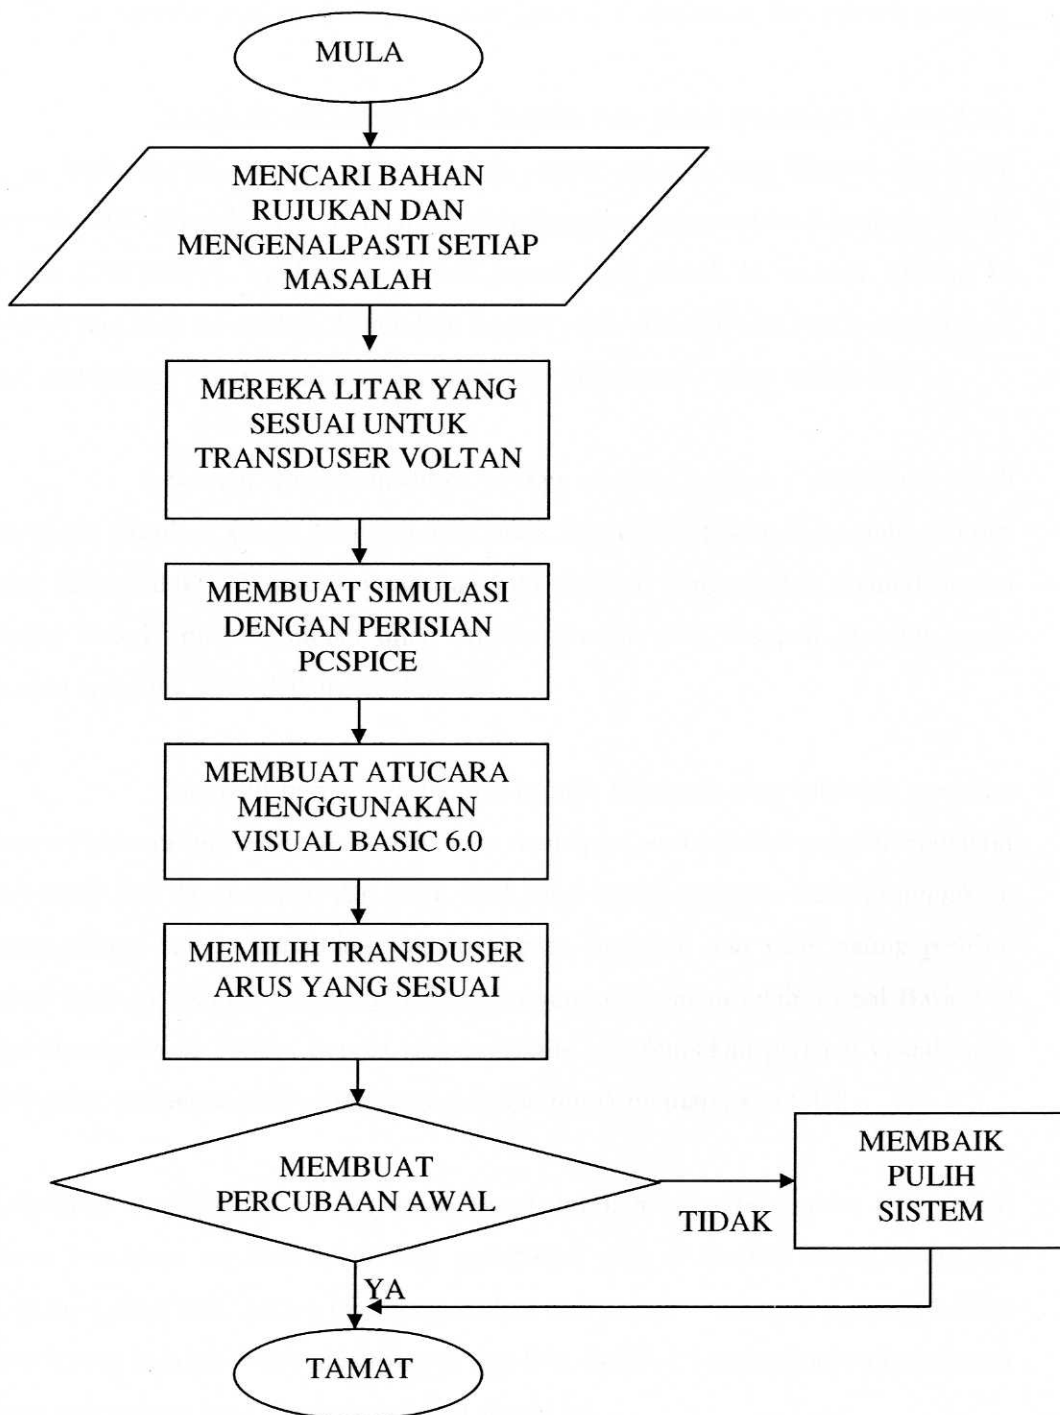 MULA
MENCARI BAHAN
RUJUKAN DAN
MENGENALPASTI SETIAP
MASALAH
MEREKA LITAR YANG
SESUAI UNTUK
TRANSDUSER VOLTAN
MEMBUAT SIMULASI
DENGAN PERISIAN
PCSPICE
MEMBUAT ATUCARA
MENGGUNAKAN
VISUAL BASIC 6.0
MEMILIH TRANSDUSER
ARUS YANG SESUAI
MEMBUAT
PERCUBAAN AWAL
TIDAK
MEMBAIK
PULIH
SISTEM
YA
TAMAT